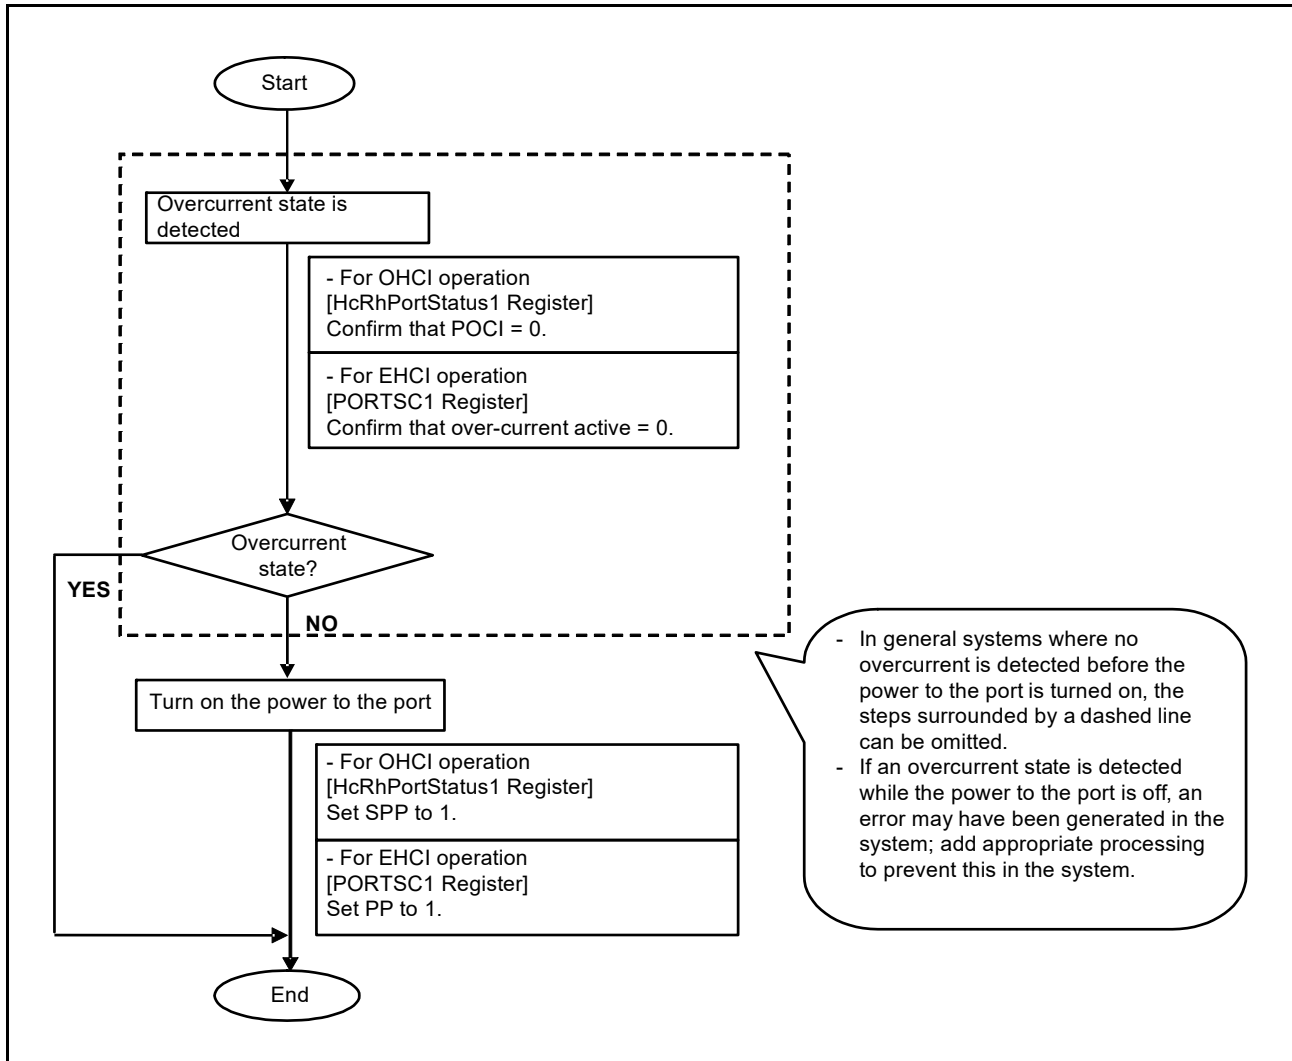 Start
Overcurrent state is
detected
- For OHCI operation
[HcRhPortStatus1 Register]
Confirm that POCI = 0.
- For EHCI operation
[PORTSC1 Register]
Confirm that over-current active = 0.
Overcurrent
state?
YES
NO
Turn on the power to the port
- For OHCI operation
[HcRhPortStatus1 Register]
Set SPP to 1.
- For EHCI operation
[PORTSC1 Register]
Set PP to 1.
End
- In general systems where no
overcurrent is detected before the
power to the port is turned on, the
steps surrounded by a dashed line
can be omitted.
- If an overcurrent state is detected
while the power to the port is off, an
error may have been generated in the
system; add appropriate processing
to prevent this in the system.